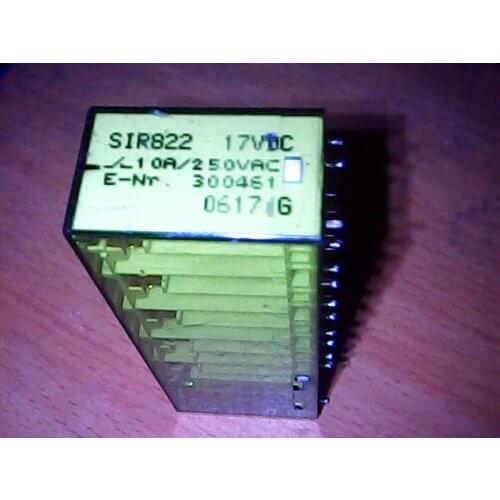 SIR822 17VDC
10A/250VAC
E-Nr. 300461
0617 G